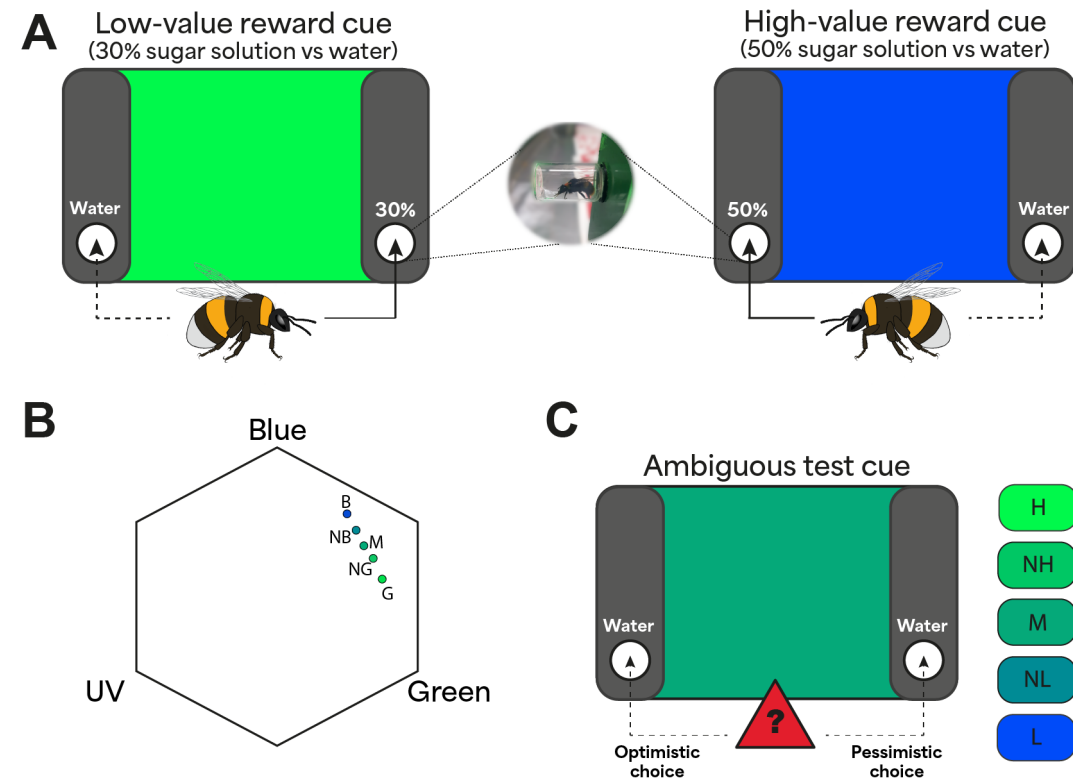 A
Low-value reward cue
(30% sugar solution vs water)
High-value reward cue
(50% sugar solution vs water)
Water
30%
50%
Water
B
Blue
B
NB
M
NG
G
UV
Green
C
Ambiguous test cue
Water
Water
?
Optimistic
choice
Pessimistic
choice
H
NH
M
NL
L